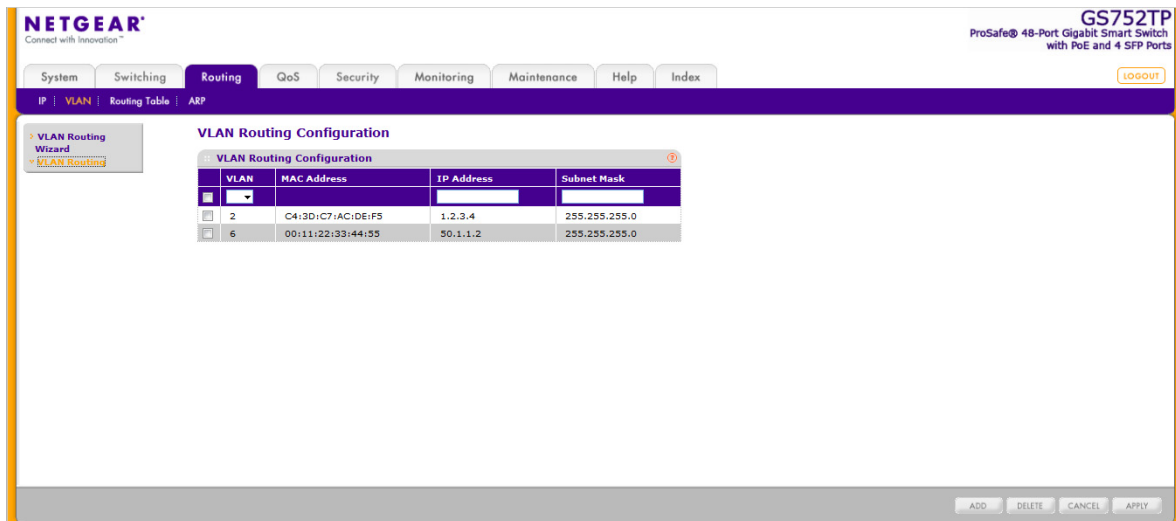 NETGEAR®
Connect with Innovation™
GS752TP
ProSafe® 48-Port Gigabit Smart Switch
with PoE and 4 SFP Ports
System Switching Routing QoS Security Monitoring Maintenance Help Index LOGOUT
IP VLAN Routing Table ARP
VLAN Routing
Wizard
VLAN Routing
VLAN Routing Configuration
VLAN Routing Configuration ?
VLAN MAC Address IP Address Subnet Mask
2 C4:3D:C7:AC:DE:F5 1.2.3.4 255.255.255.0
6 00:11:22:33:44:55 50.1.1.2 255.255.255.0
ADD DELETE CANCEL APPLY